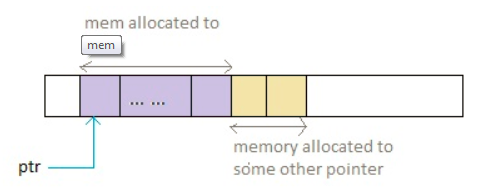 mem allocated to
mem
... ...
ptr
memory allocated to
some other pointer